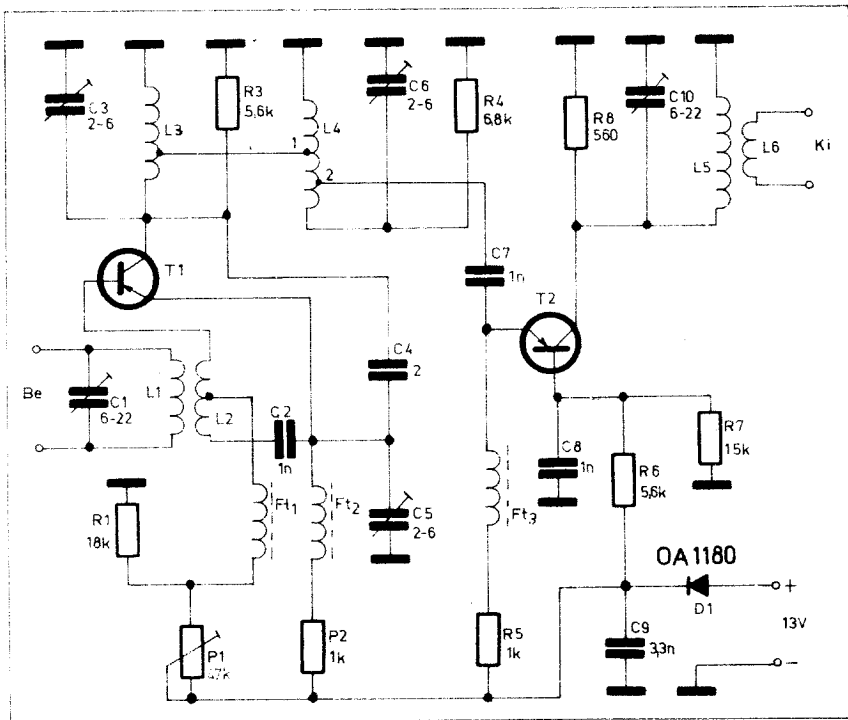 C3
2-6
L3
R3
5,6k
L4
1
2
C6
2-6
R4
6,8k
R8
560
C10
6-22
L5
L6
Ki
T1
C7
1n
T2
Be
C1
6-22
L1
L2
C2
1n
C4
2
C8
1n
R6
5,6k
R7
15k
R1
18k
Ft1
Ft2
C5
2-6
Ft3
OA 1180
D1
+
13V
−
P1
47k
P2
1k
R5
1k
C9
3,3n